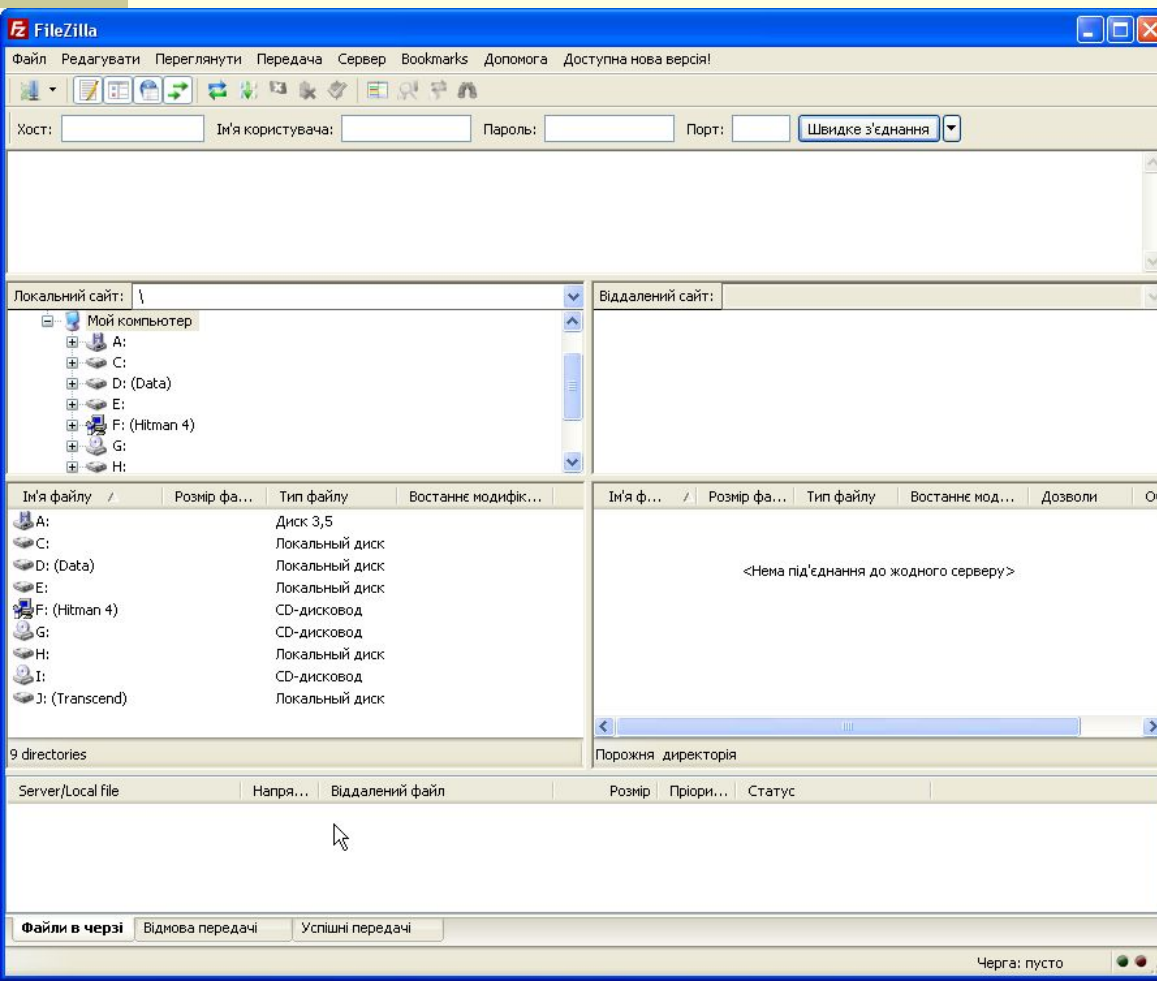 FileZilla
Файл Редагувати Переглянути Передача Сервер Bookmarks Допомога Доступна нова версія!
Хост: Ім'я користувача: Пароль: Порт: Швидке з'єднання
Локальний сайт: \
Мой компьютер
A:
C:
D: (Data)
E:
F: (Hitman 4)
G:
H:
Віддалений сайт:
Ім'я файлу Розмір фа... Тип файлу Востаннє модифік...
A: Диск 3,5
C: Локальный диск
D: (Data) Локальный диск
E: Локальный диск
F: (Hitman 4) CD-дисковод
G: CD-дисковод
H: Локальный диск
I: CD-дисковод
J: (Transcend) Локальный диск
9 directories
Ім'я ф... Розмір фа... Тип файлу Востаннє мод... Дозволи
<Нема під'єднання до жодного серверу>
Порожня директорія
Server/Local file Напря... Віддалений файл Розмір Пріори... Статус
Файли в черзі Відмова передачі Успішні передачі
Черга: пусто